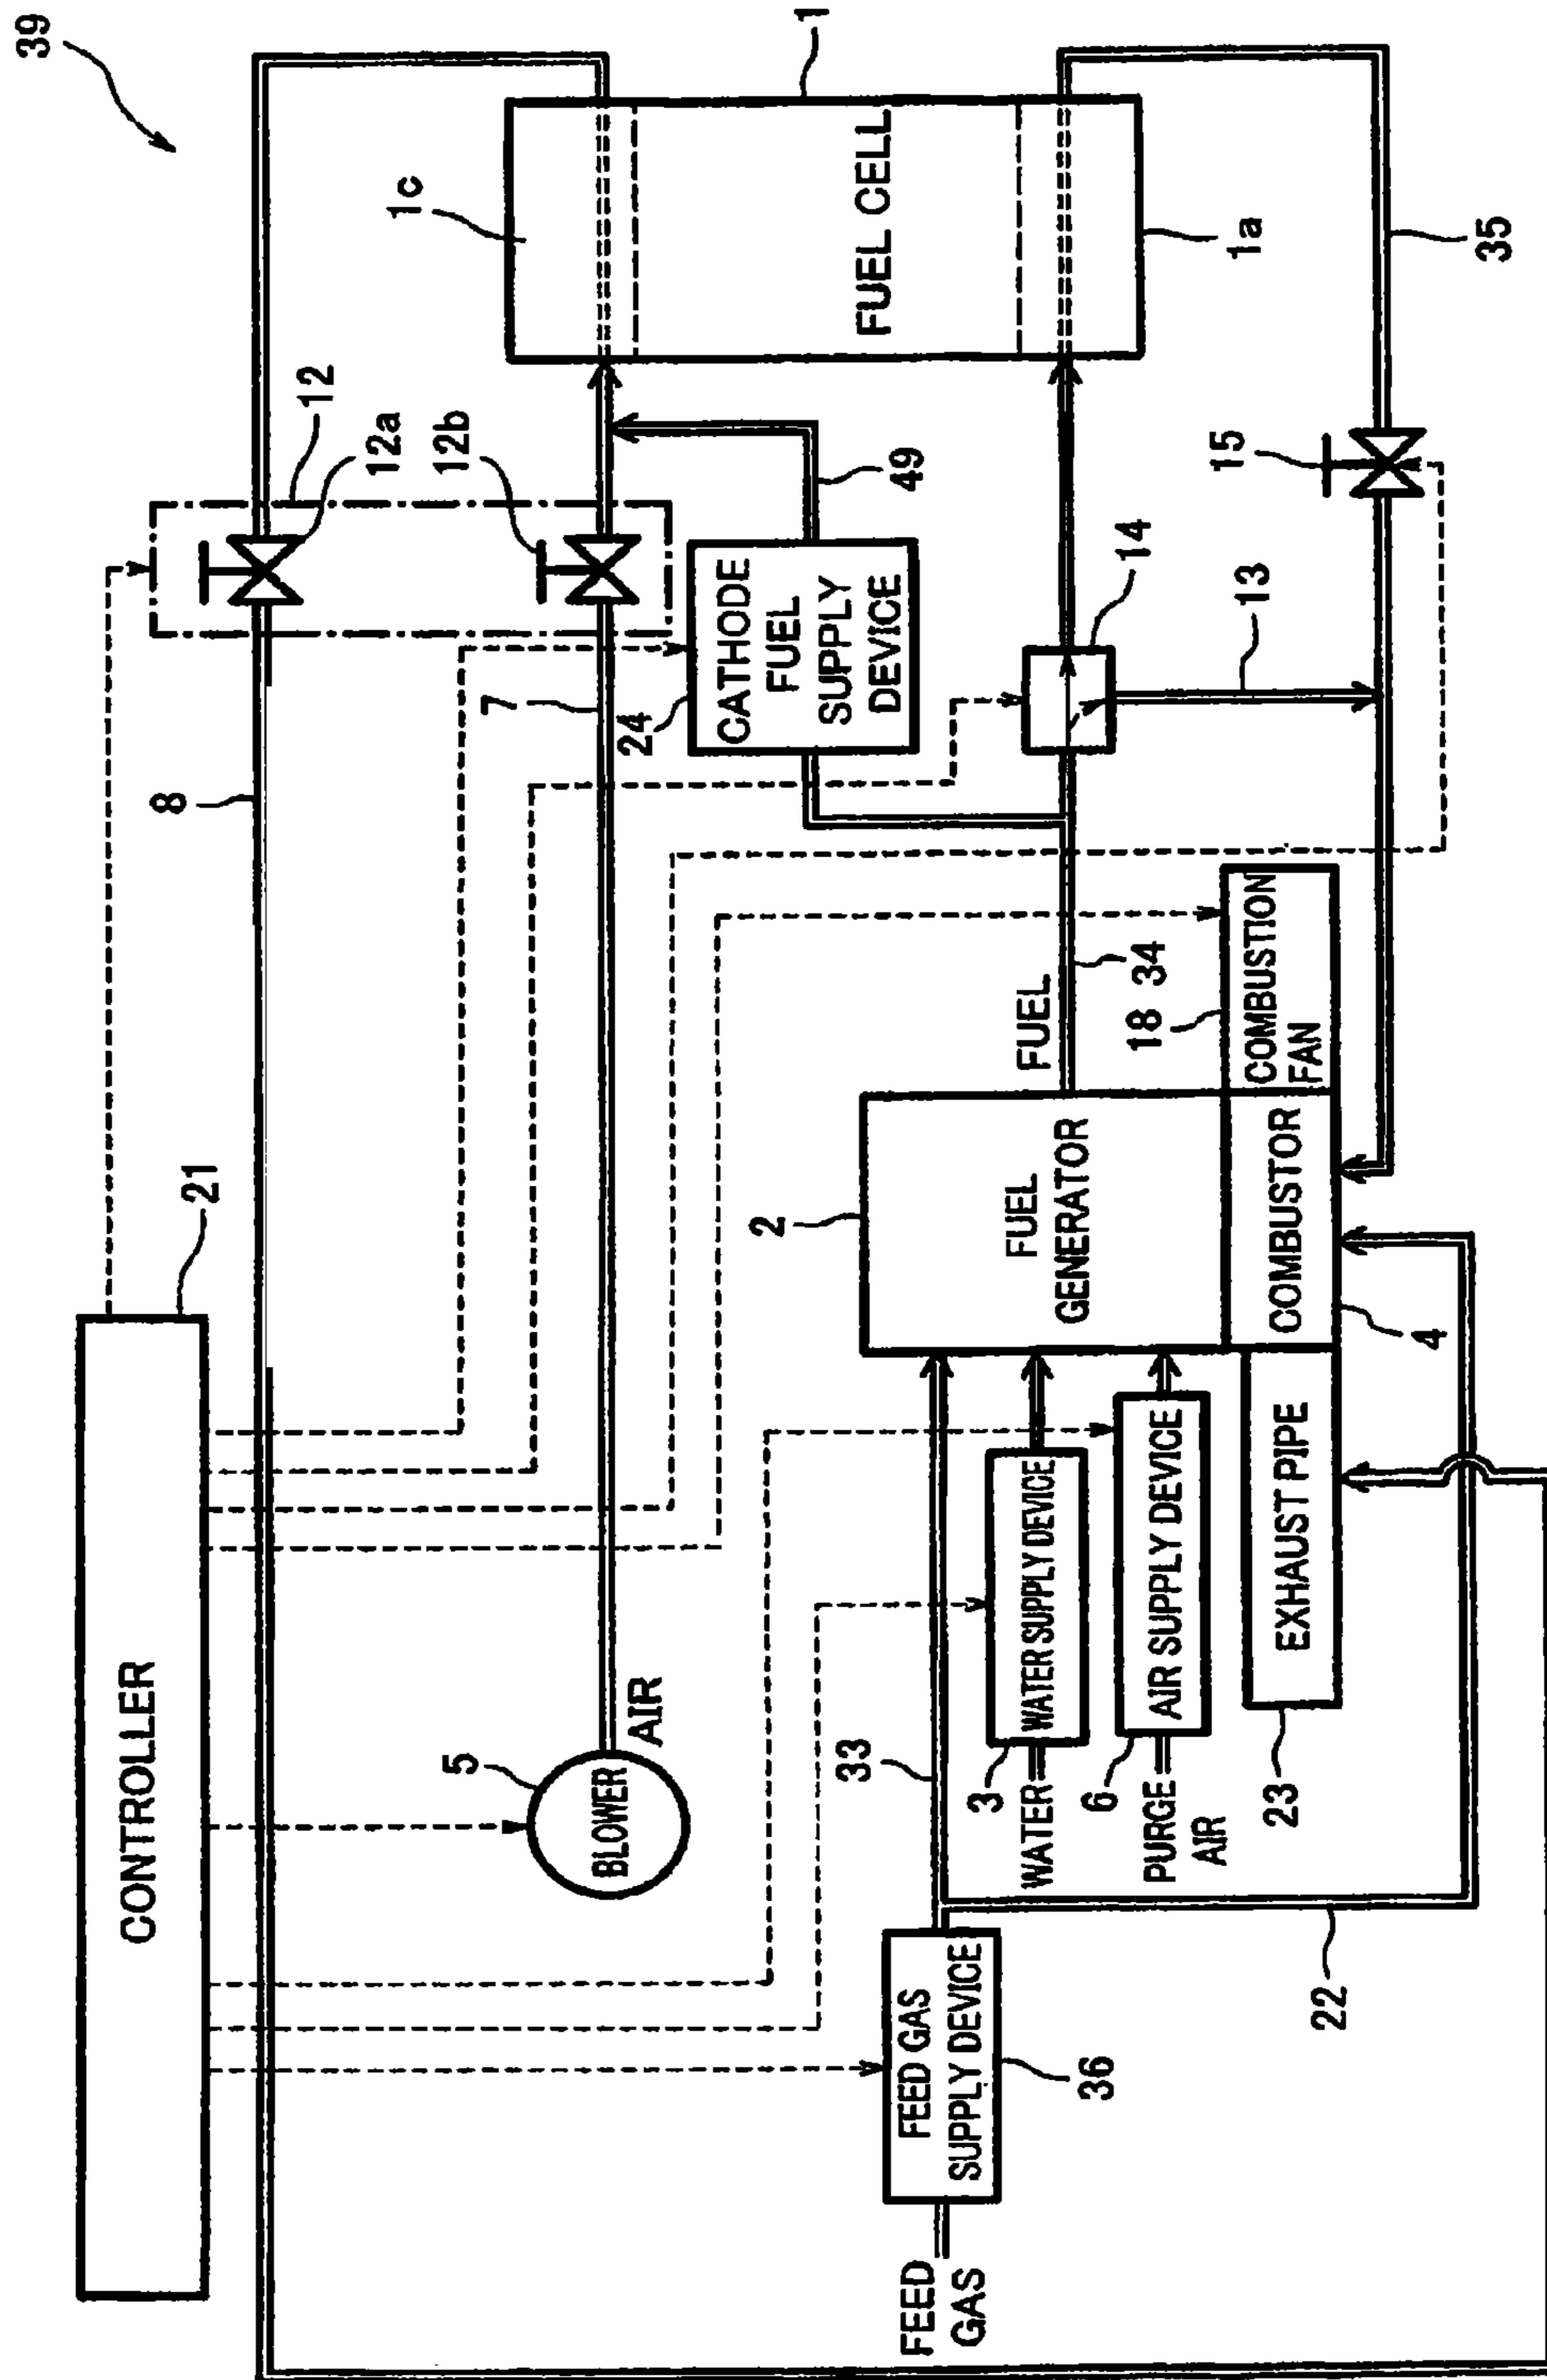 39
CONTROLLER
21
8
12
12a
12b
1
1c
FUEL CELL
1a
5
BLOWER
AIR
7
24
CATHODE
FUEL
SUPPLY
DEVICE
49
14
13
15
35
FEED
GAS
FEED GAS
SUPPLY DEVICE
36
33
22
WATER
3
WATER SUPPLY DEVICE
PURGE
AIR
6
AIR SUPPLY DEVICE
EXHAUST PIPE
23
2
FUEL
GENERATOR
COMBUSTOR
4
FUEL
34
18
COMBUSTION
FAN